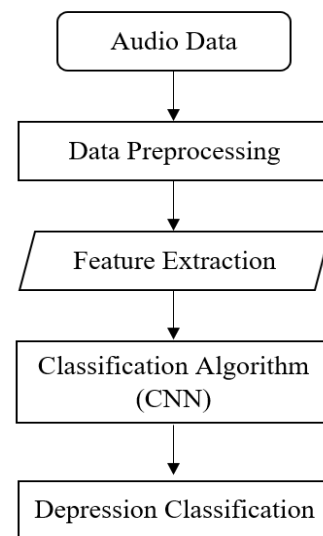 Audio Data
Data Preprocessing
Feature Extraction
Classification Algorithm
(CNN)
Depression Classification